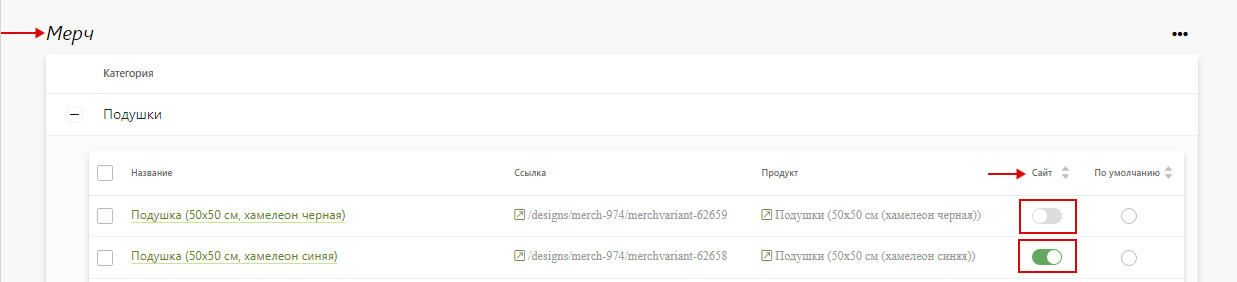 Мерч
Категория
Подушки
Название Ссылка Продукт Сайт По умолчанию
Подушка (50x50 см, хамелеон черная) /designs/merch-974/merchvariant-62659 Подушки (50x50 см (хамелеон черная))
Подушка (50x50 см, хамелеон синяя) /designs/merch-974/merchvariant-62658 Подушки (50x50 см (хамелеон синяя))